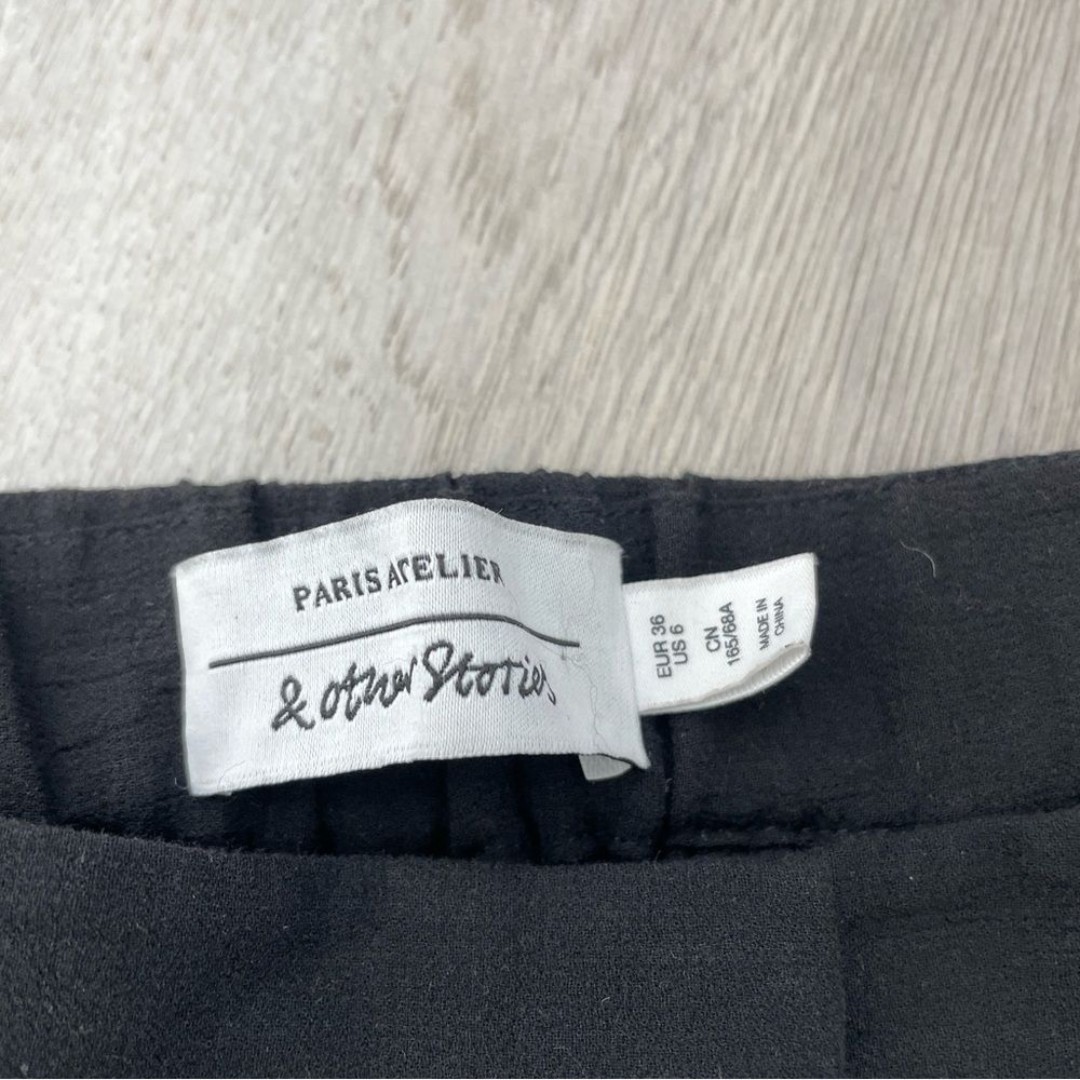 PARIS ATELIER
& other Stories
EUR 36
US 6
CN
165/68A
MADE IN
CHINA